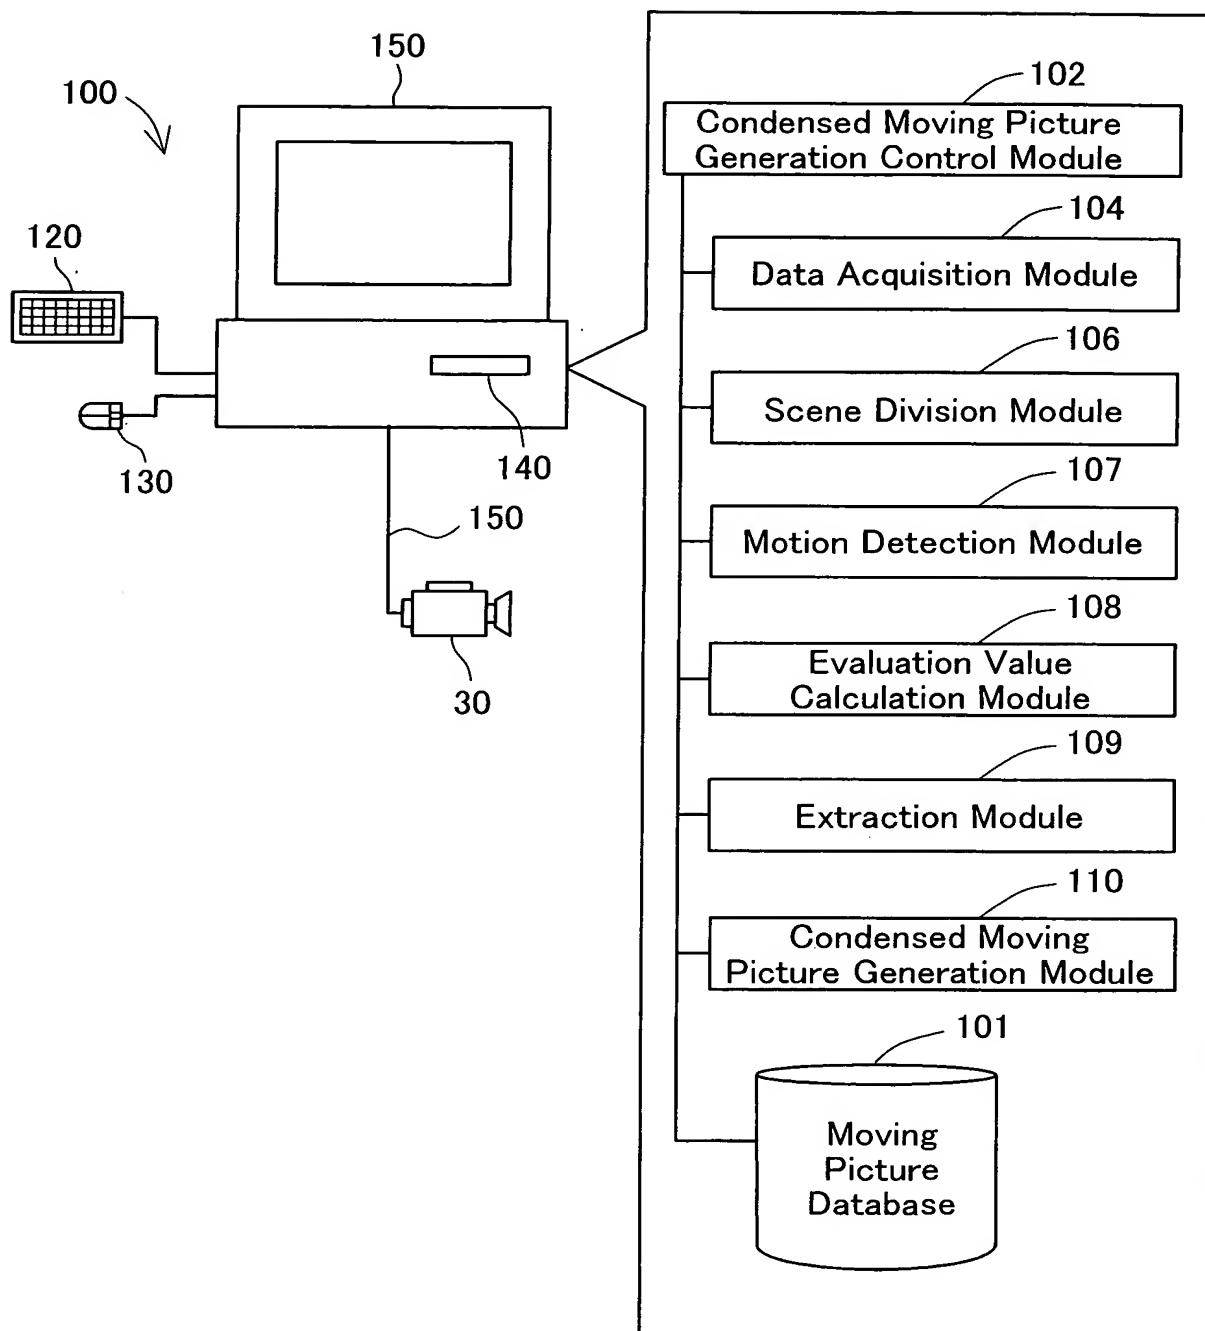 150
100
120
130
140
150
30
102
Condensed Moving Picture
Generation Control Module
104
Data Acquisition Module
106
Scene Division Module
107
Motion Detection Module
108
Evaluation Value
Calculation Module
109
Extraction Module
110
Condensed Moving
Picture Generation Module
101
Moving
Picture
Database